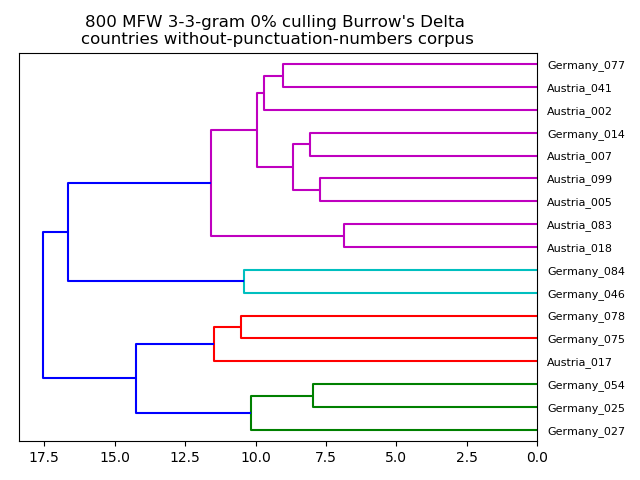 800 MFW 3-3-gram 0% culling Burrow's Delta
countries without-punctuation-numbers corpus
Germany_077
Austria_041
Austria_002
Germany_014
Austria_007
Austria_099
Austria_005
Austria_083
Austria_018
Germany_084
Germany_046
Germany_078
Germany_075
Austria_017
Germany_054
Germany_025
Germany_027
17.5 15.0 12.5 10.0 7.5 5.0 2.5 0.0